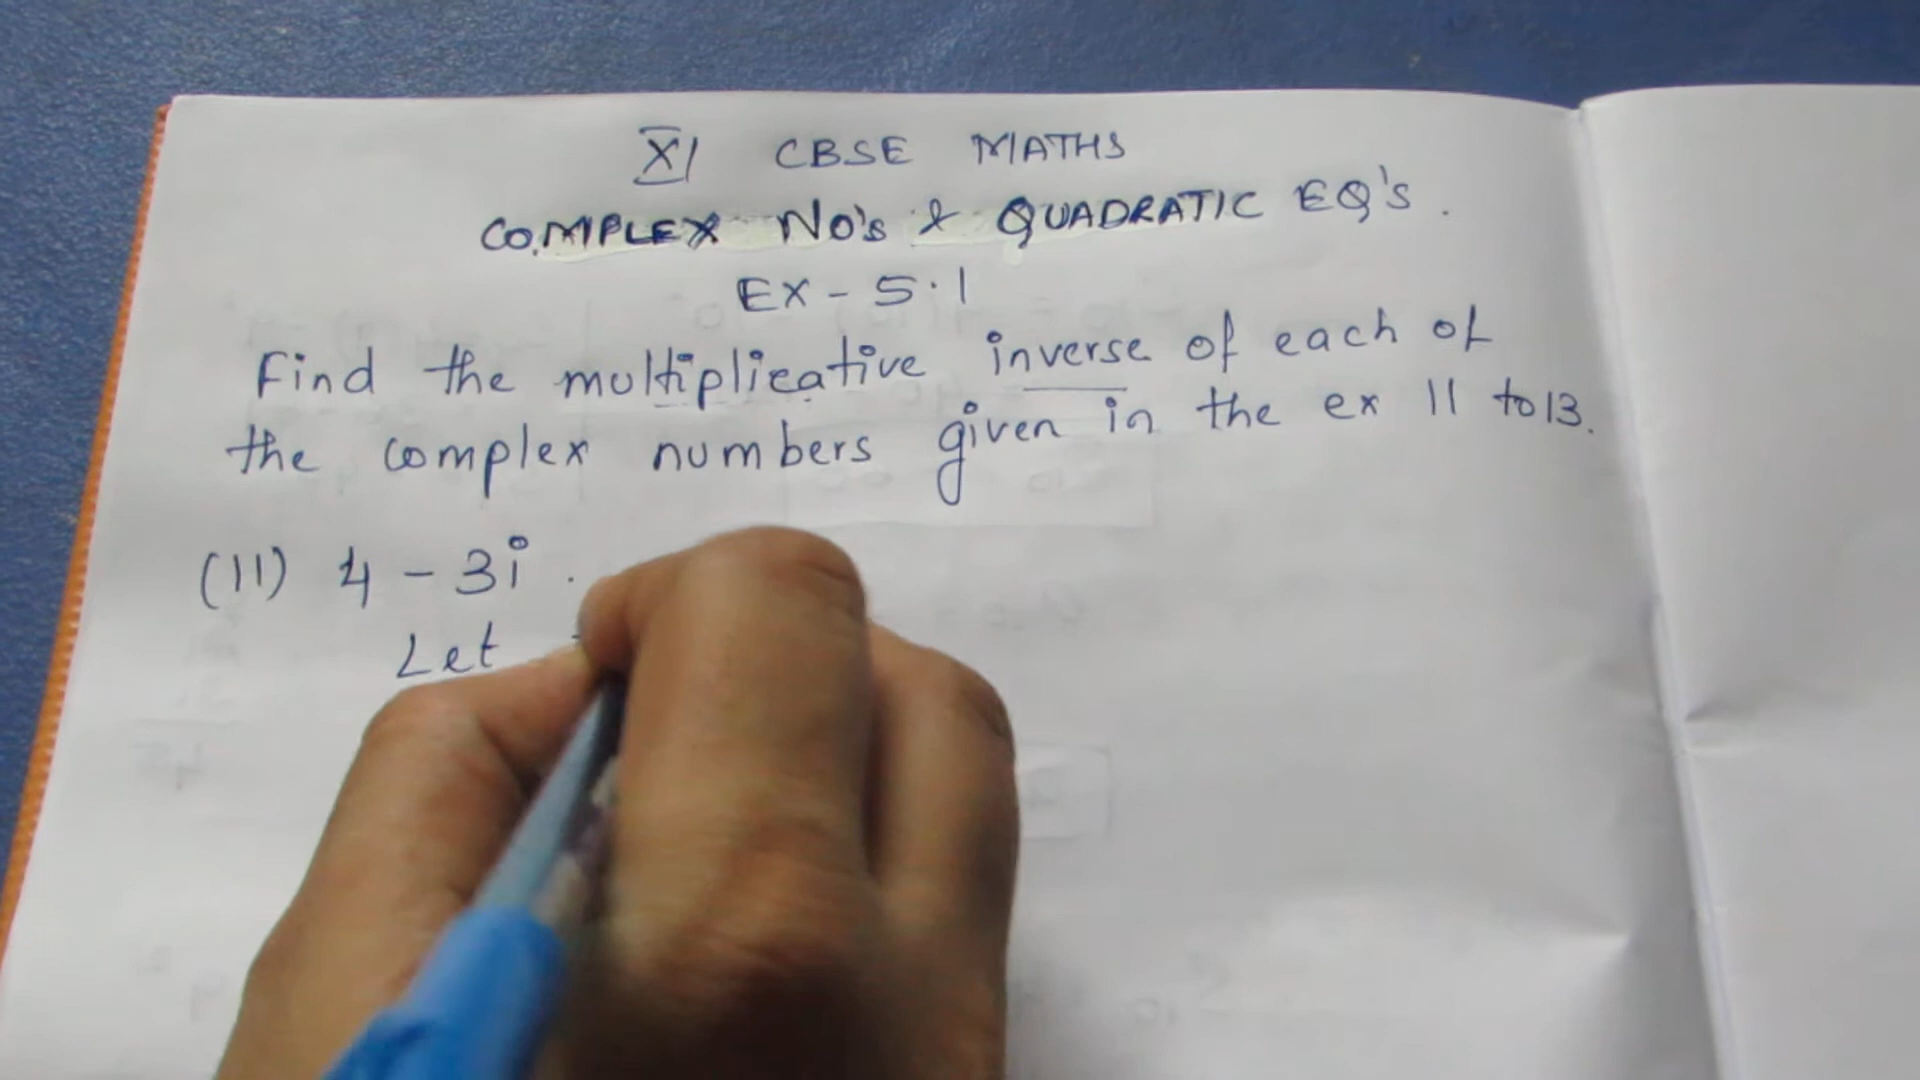 XI CBSE MATHS
COMPLEX NO'S & QUADRATIC EQ'S.
EX - 5.1
Find the multiplicative inverse of each of
the complex numbers given in the ex 11 to 13.
(11) 4 - 3i.
Let